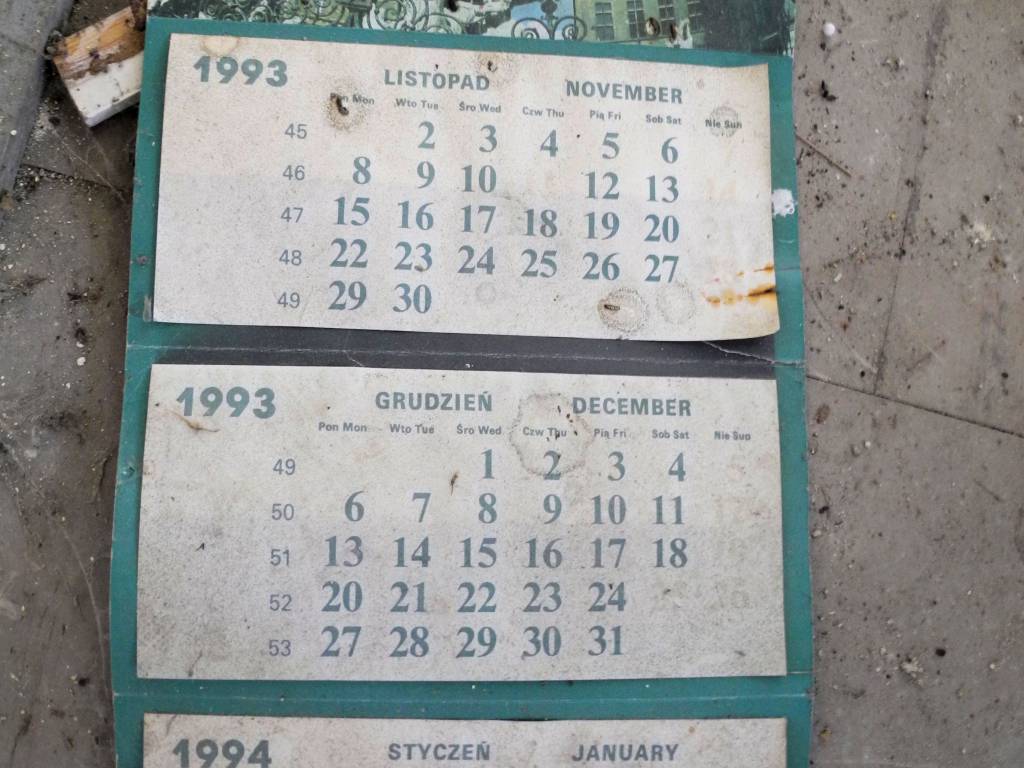 1993 LISTOPAD NOVEMBER
Pon Mon Wto Tue Śro Wed Czw Thu Pią Fri Sob Sat Nie Sun
45 2 3 4 5 6
46 8 9 10 12 13
47 15 16 17 18 19 20
48 22 23 24 25 26 27
49 29 30
1993 GRUDZIEŃ DECEMBER
Pon Mon Wto Tue Śro Wed Czw Thu Pią Fri Sob Sat Nie Sun
49 1 2 3 4
50 6 7 8 9 10 11
51 13 14 15 16 17 18
52 20 21 22 23 24
53 27 28 29 30 31
1994 STYCZEŃ JANUARY